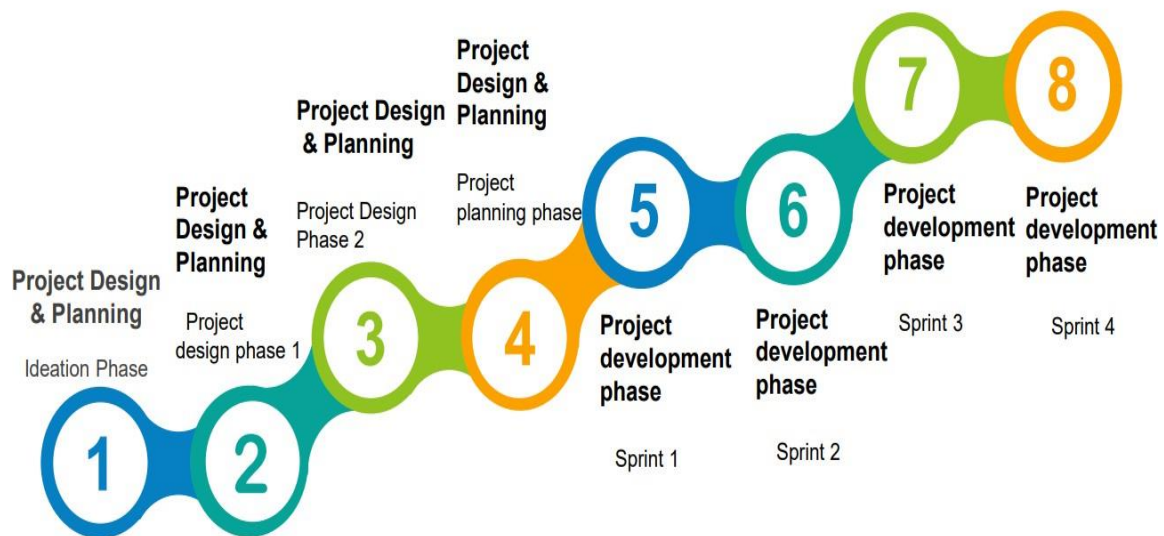 Project Design
& Planning
Ideation Phase
1
Project
Design &
Planning
Project
design phase 1
2
Project Design
& Planning
Project Design
Phase 2
3
Project
Design &
Planning
Project
planning phase
4
5
Project
development
phase
Sprint 1
6
Project
development
phase
Sprint 2
7
Project
development
phase
Sprint 3
8
Project
development
phase
Sprint 4